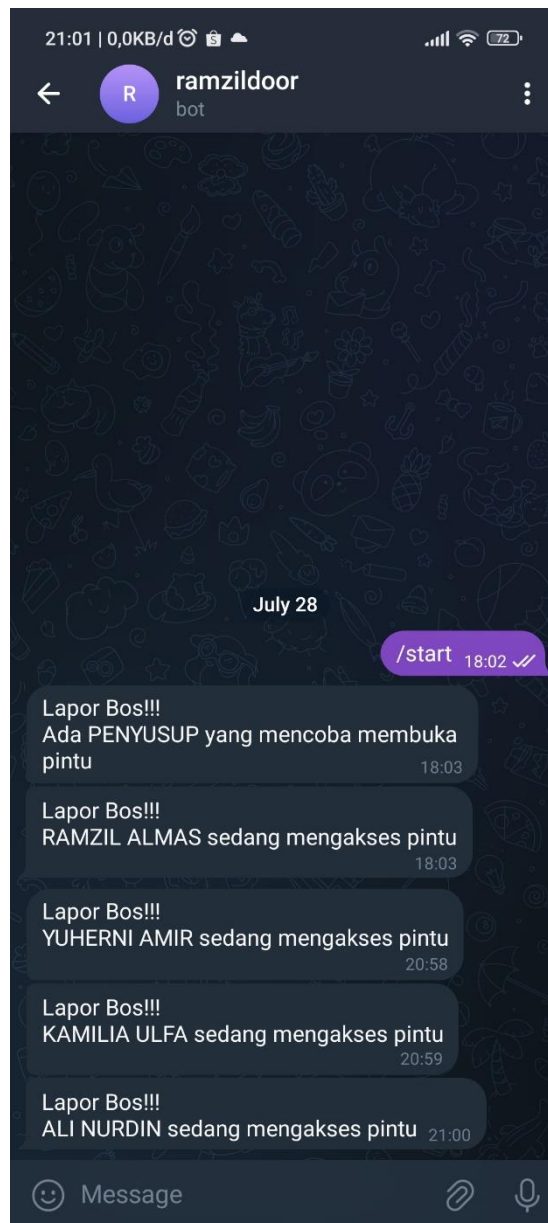 21:01 | 0,0KB/d
72
R
ramzildoor
bot
July 28
/start 18:02
Lapor Bos!!!
Ada PENYUSUP yang mencoba membuka
pintu
18:03
Lapor Bos!!!
RAMZIL ALMAS sedang mengakses pintu
18:03
Lapor Bos!!!
YUHERNI AMIR sedang mengakses pintu
20:58
Lapor Bos!!!
KAMILIA ULFA sedang mengakses pintu
20:59
Lapor Bos!!!
ALI NURDIN sedang mengakses pintu 21:00
Message